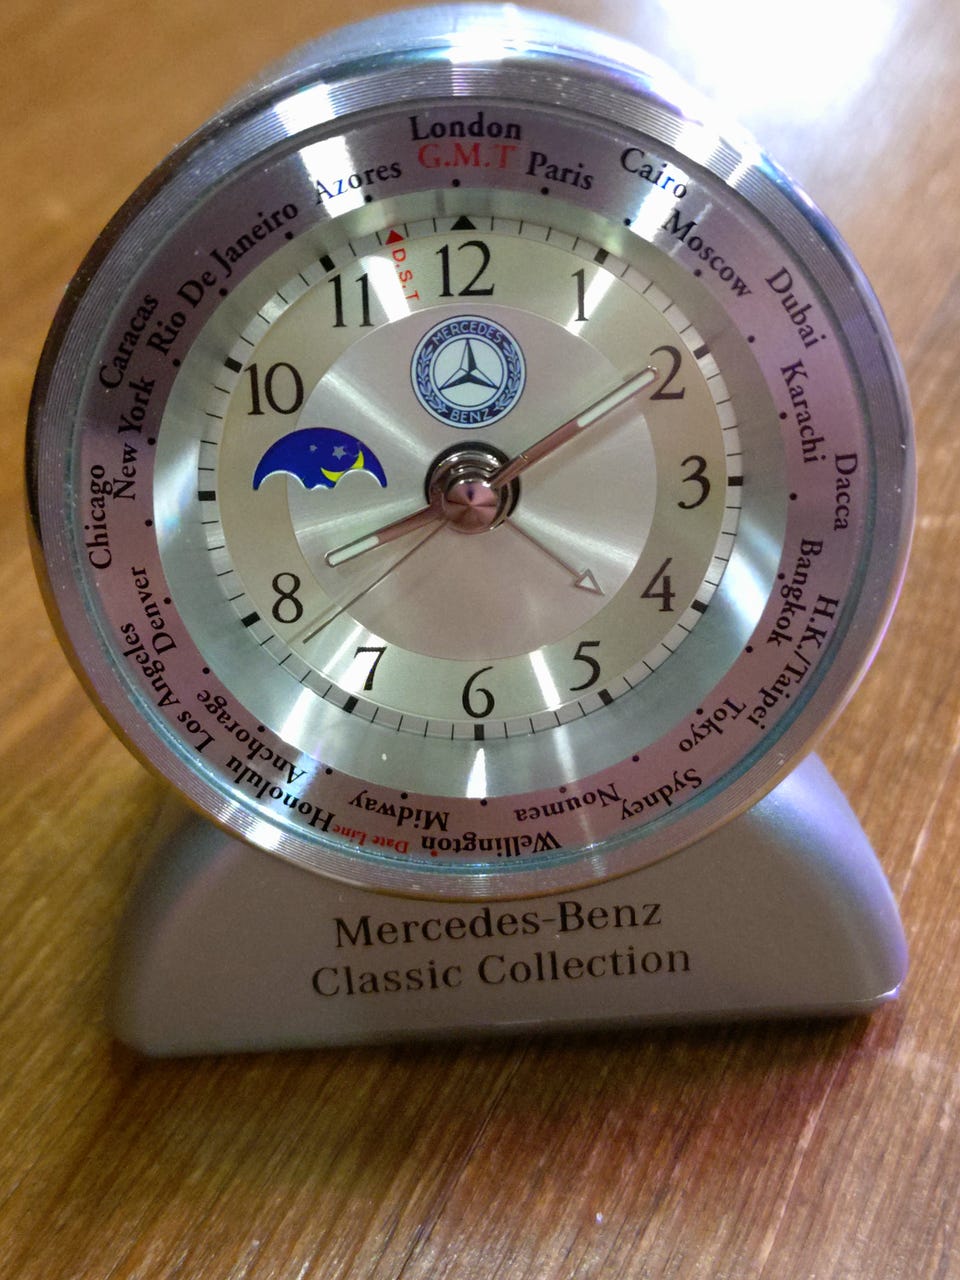 London
G.M.T
Paris
Cairo
Moscow
Dubai
Karachi
Dacca
Bangkok
H.K./Taipei
Tokyo
Sydney
Noumea
Wellington
Date Line
Midway
Honolulu
Anchorage
Los Angeles
Denver
Chicago
New York
Caracas
Rio De Janeiro
Azores
D.S.T
12
1
2
3
4
5
6
7
8
10
11
MERCEDES
BENZ
Mercedes-Benz
Classic Collection